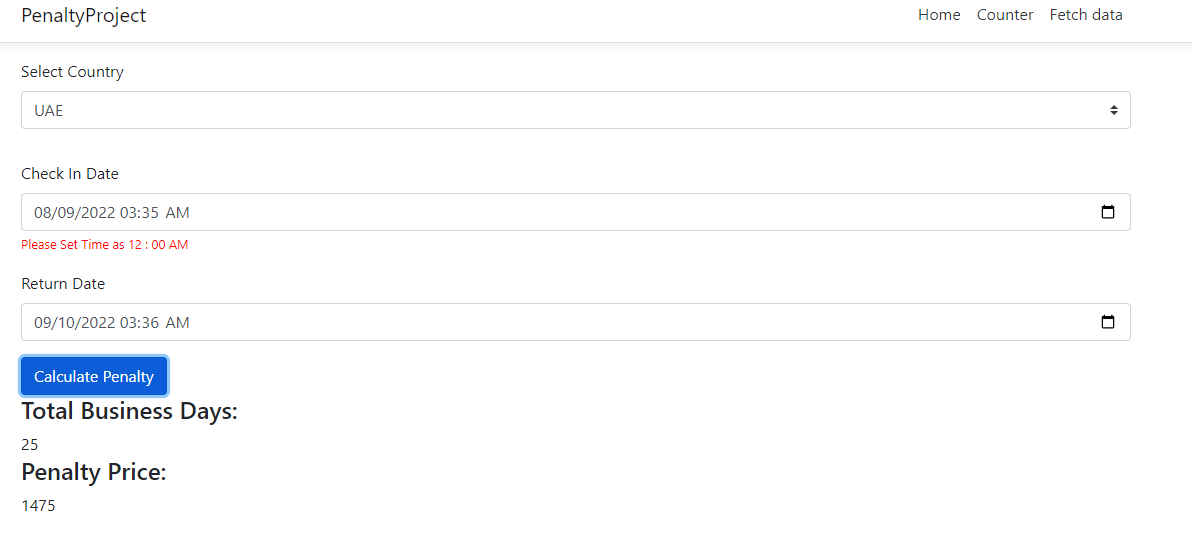 PenaltyProject
Home Counter Fetch data
Select Country
UAE
Check In Date
08/09/2022 03:35 AM
Please Set Time as 12 : 00 AM
Return Date
09/10/2022 03:36 AM
Calculate Penalty
Total Business Days:
25
Penalty Price:
1475